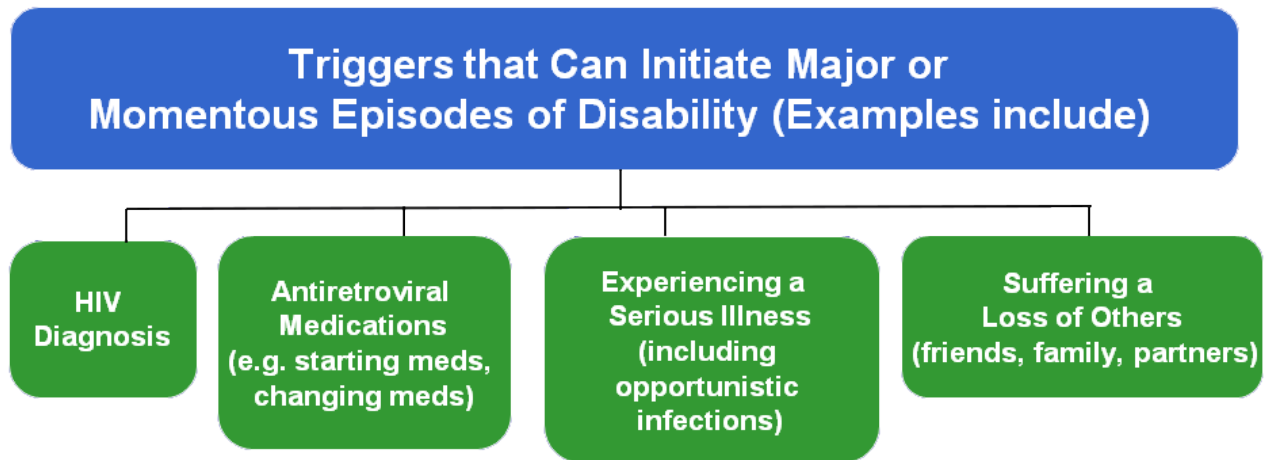 Triggers that Can Initiate Major or
Momentous Episodes of Disability (Examples include)
HIV
Diagnosis
Antiretroviral
Medications
(e.g. starting meds,
changing meds)
Experiencing a
Serious Illness
(including
opportunistic
infections)
Suffering a
Loss of Others
(friends, family, partners)